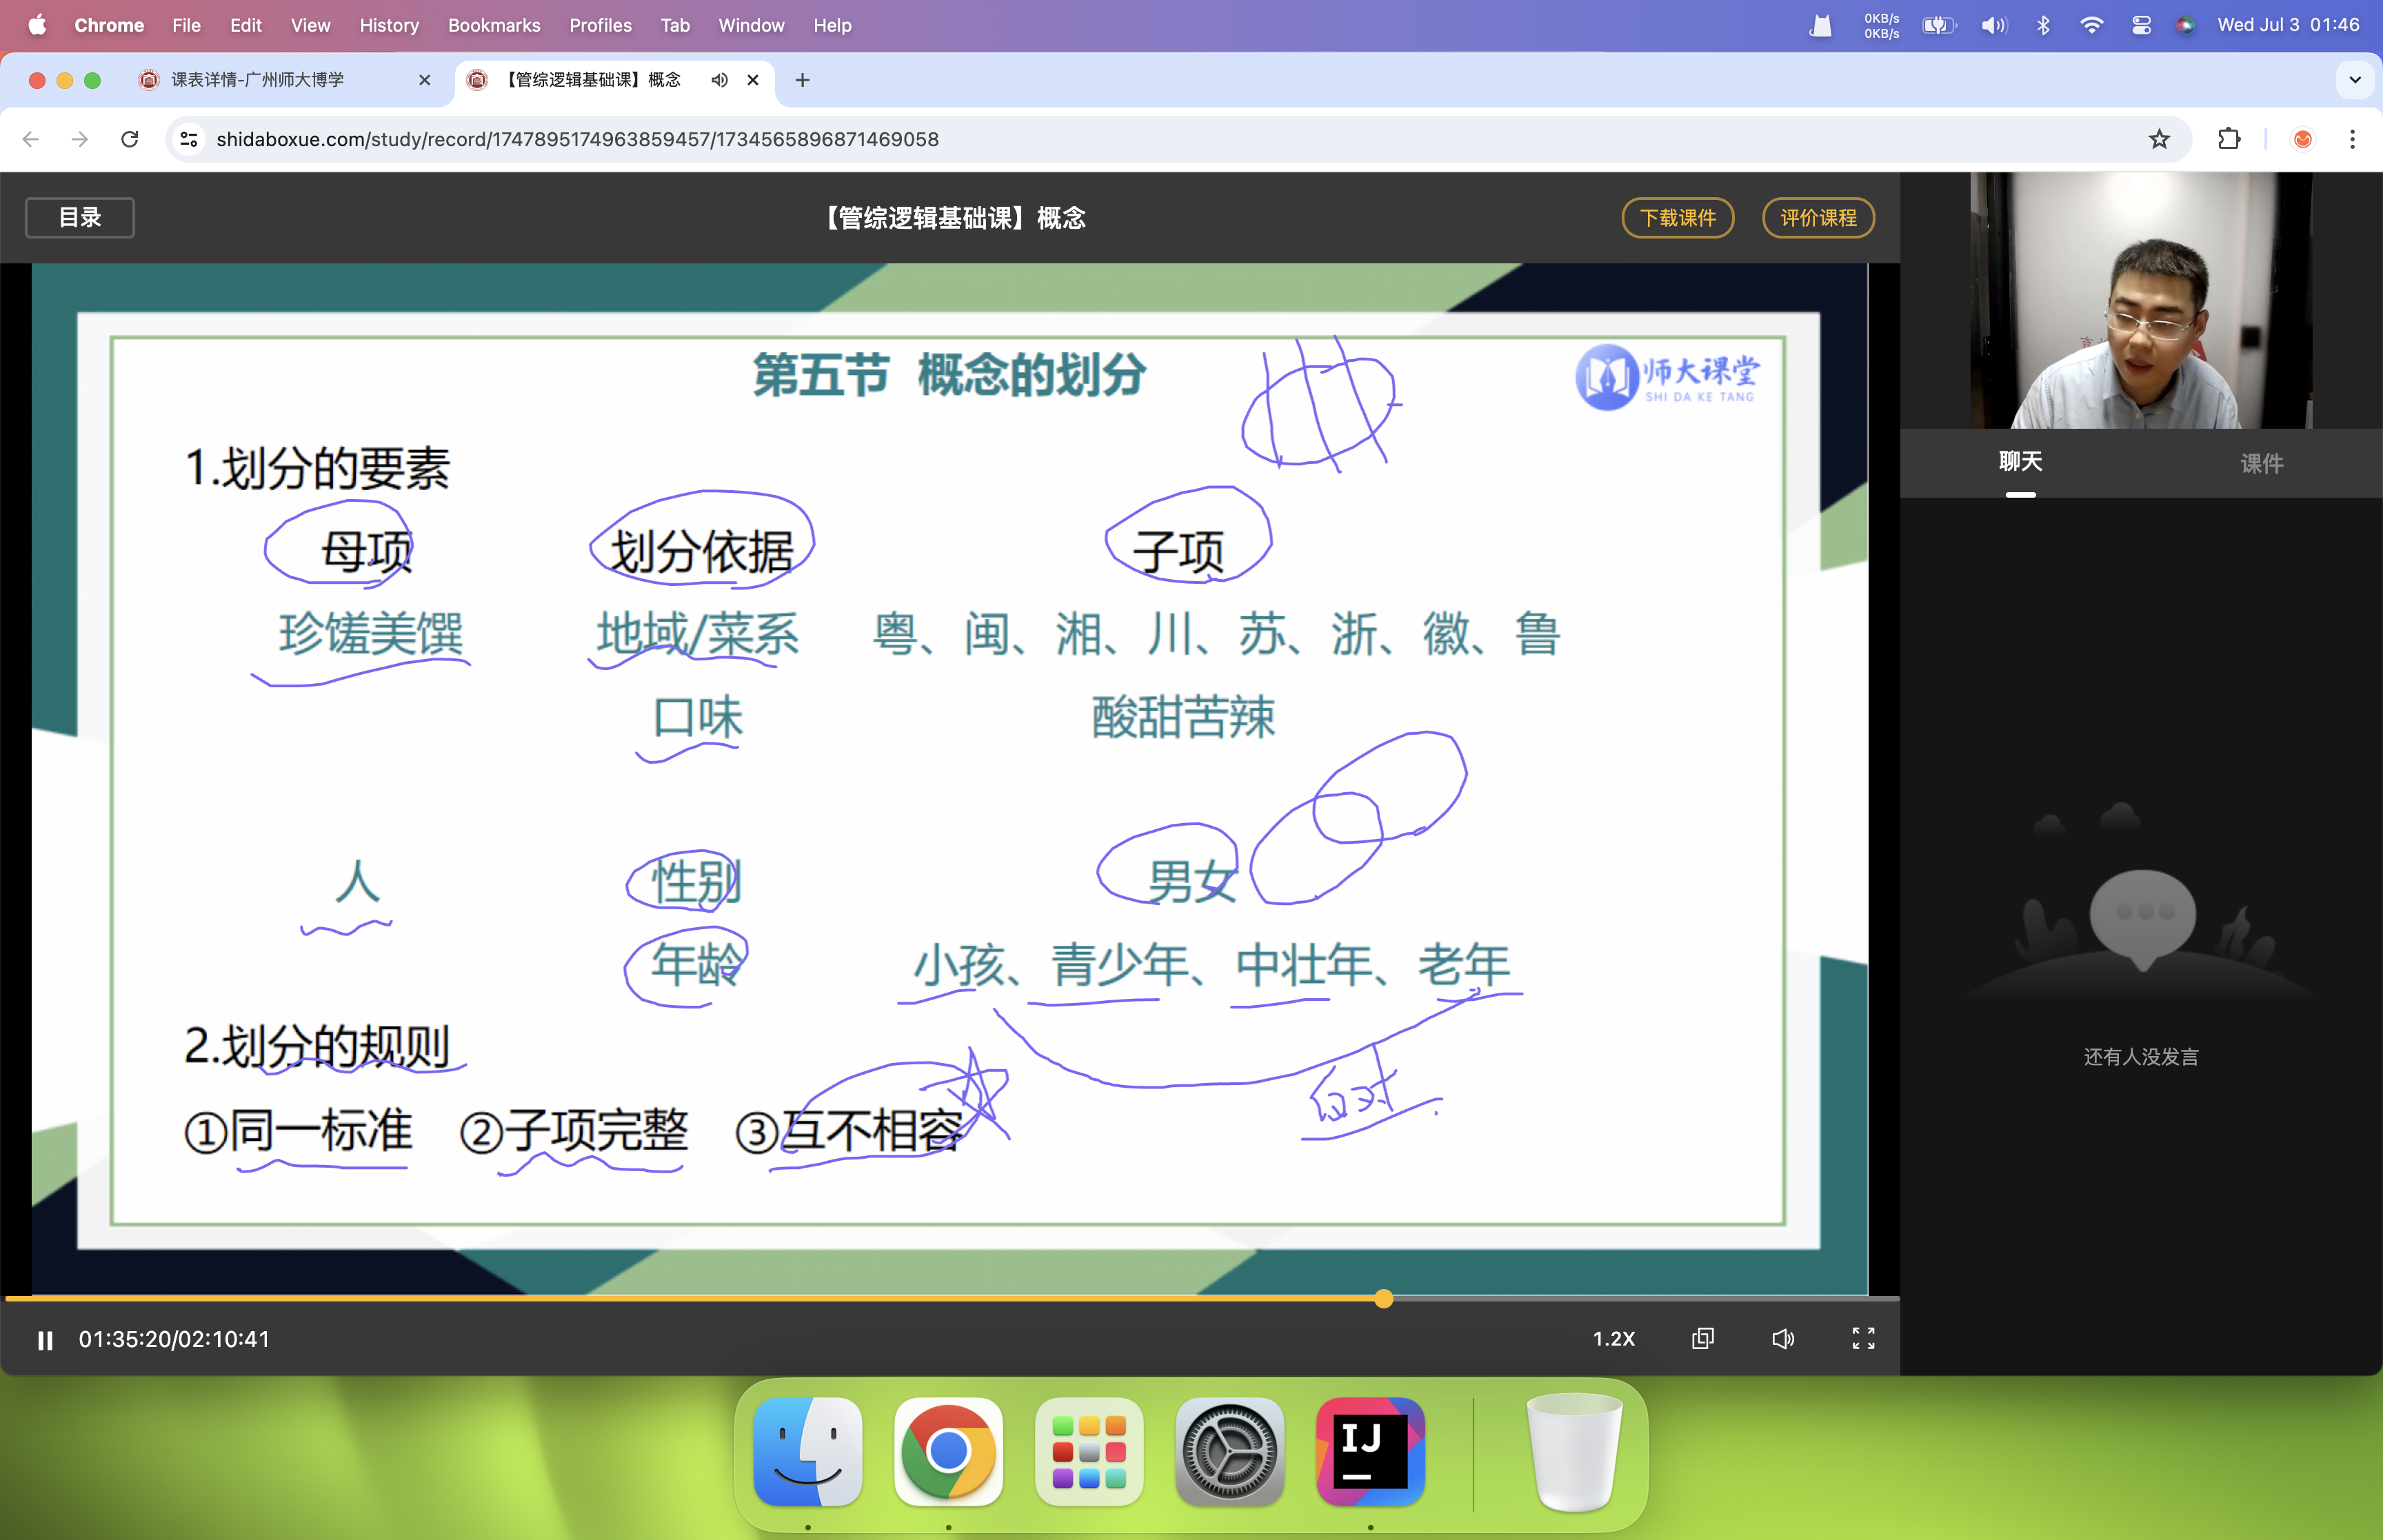 Chrome File Edit View History Bookmarks Profiles Tab Window Help 0KB/s 0KB/s Wed Jul 3 01:46
课表详情-广州师大博学 【管综逻辑基础课】概念
shidaboxue.com/study/record/1747895174963859457/1734565896871469058
目录 【管综逻辑基础课】概念 下载课件 评价课程
第五节 概念的划分
师大课堂
SHI DA KE TANG
1.划分的要素
母项 划分依据 子项
珍馐美馔 地域/菜系 粤、闽、湘、川、苏、浙、徽、鲁
口味 酸甜苦辣
人 性别 男女
年龄 小孩、青少年、中壮年、老年
2.划分的规则
①同一标准 ②子项完整 ③互不相容
聊天 课件
还有人没发言
01:35:20/02:10:41 1.2X
IJ